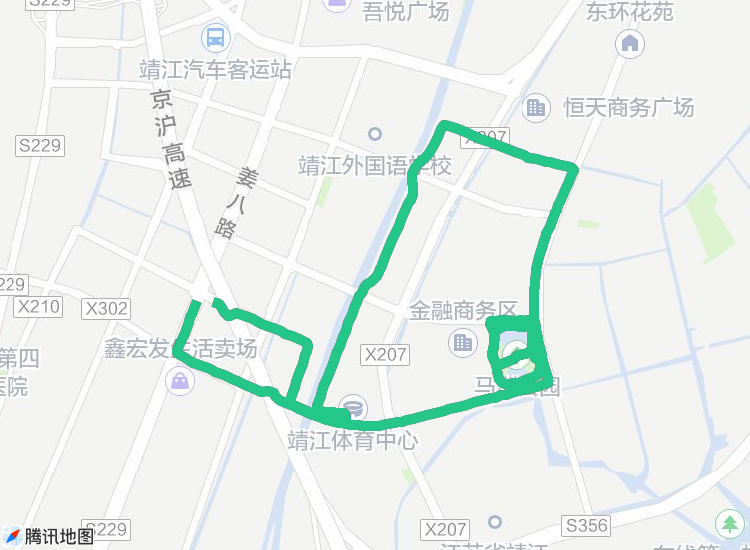 S229
吾悦广场
东环花苑
靖江汽车客运站
京沪高速
恒天商务广场
X207
S229
靖江外国语学校
姜八路
S229
X210
X302
金融商务区
第四
医院
鑫宏发生活卖场
X207
马
公园
靖江体育中心
腾讯地图
S229
X207
S356